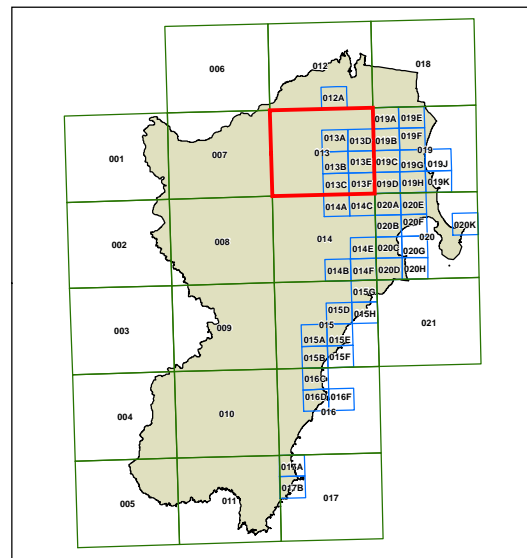 012 018
006
012A
019A 019E
007 013A 013D 019B 019F
001 013 019
013B 013E 019C 019G 019J
013C 013F 019D 019H 019K
014A 014C 020A 020E
020B 020F 020K
002 008 014 020
014E 020C 020G
014B 014F 020D 020H
015G
015D 015H
003 009 015 021
015A 015E
015B 015F
016C
004 010 016D 016F
016
017A
017B
005 011 017